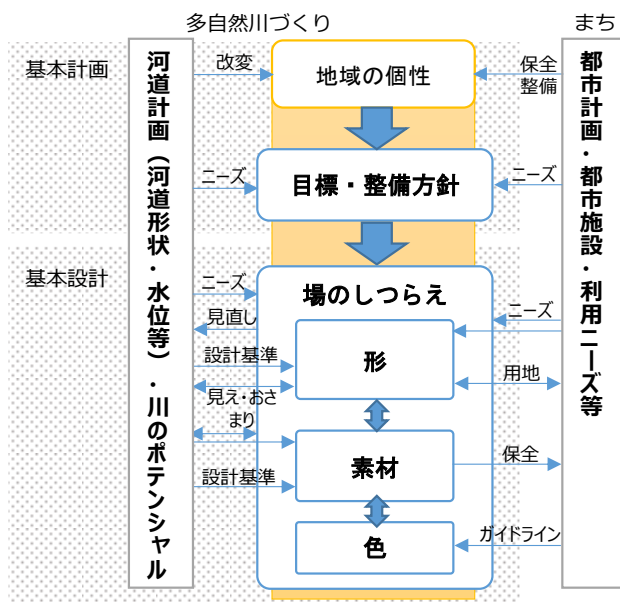 多自然川づくり
まち
基本計画
河道計画（河道形状・水位等）・川のポテンシャル
改変
地域の個性
保全
整備
都市計画・都市施設・利用ニーズ等
ニーズ
目標・整備方針
ニーズ
基本設計
ニーズ
場のしつらえ
見直し
ニーズ
設計基準
形
用地
見え・おさ
まり
素材
保全
設計基準
色
ガイドライン